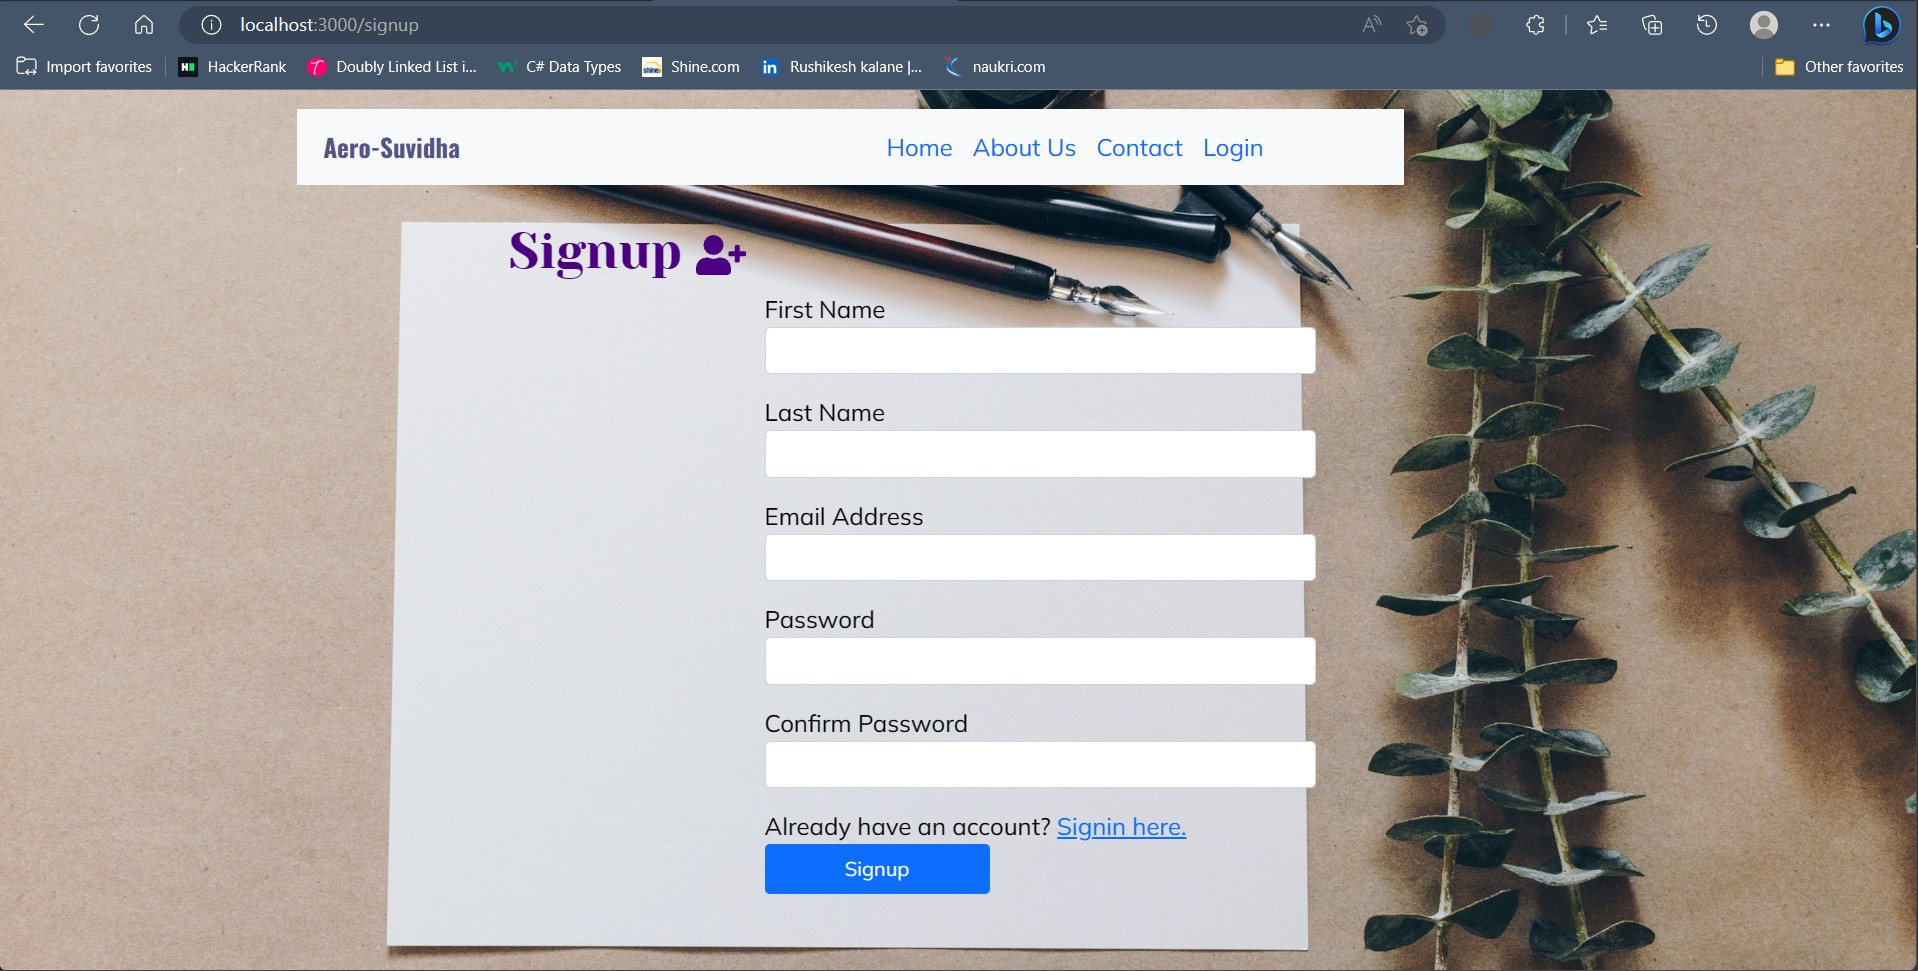 localhost:3000/signup
Import favorites HackerRank Doubly Linked List i... C# Data Types Shine.com Rushikesh kalane |... naukri.com Other favorites
Aero-Suvidha Home About Us Contact Login
Signup
First Name
Last Name
Email Address
Password
Confirm Password
Already have an account? Signin here.
Signup